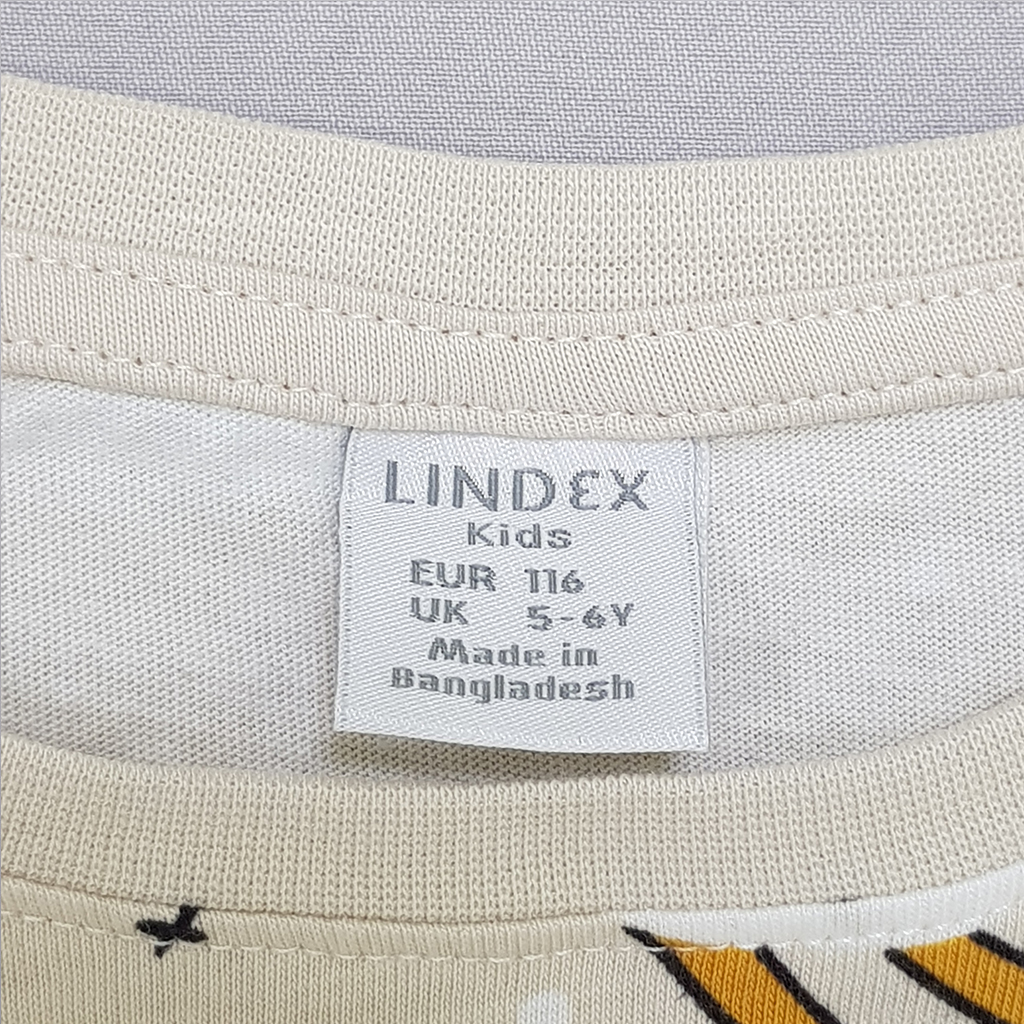 LINDEX
Kids
EUR 116
UK 5-6Y
Made in
Bangladesh